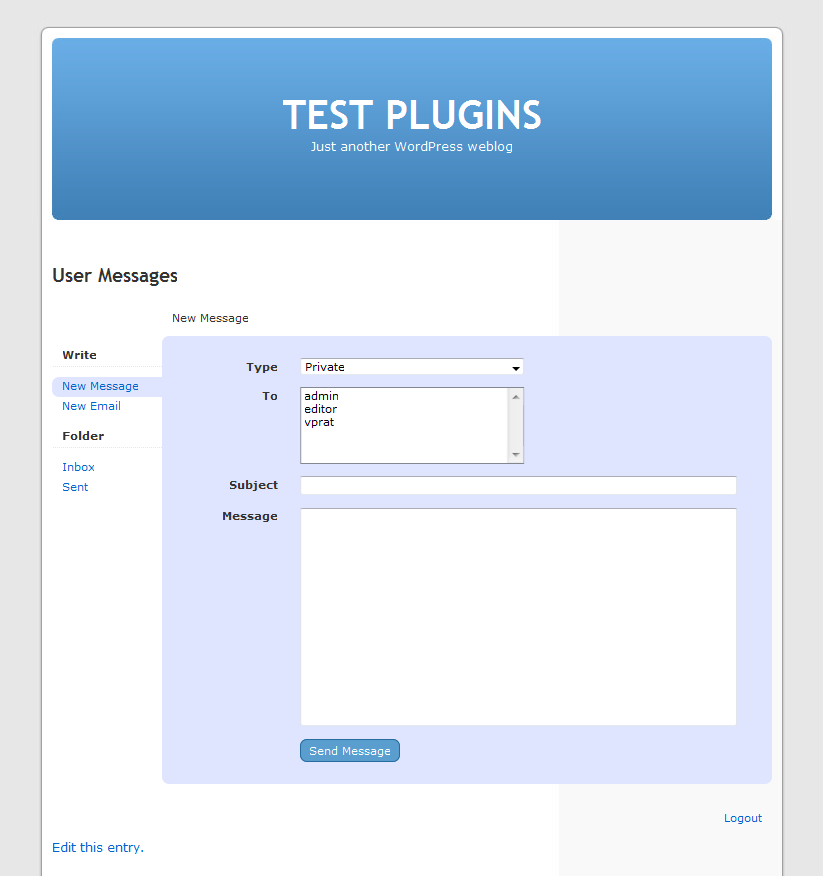 TEST PLUGINS
Just another WordPress weblog
User Messages
New Message
Write
New Message
New Email
Folder
Inbox
Sent
Type Private
To admin
editor
vprat
Subject
Message
Send Message
Logout
Edit this entry.